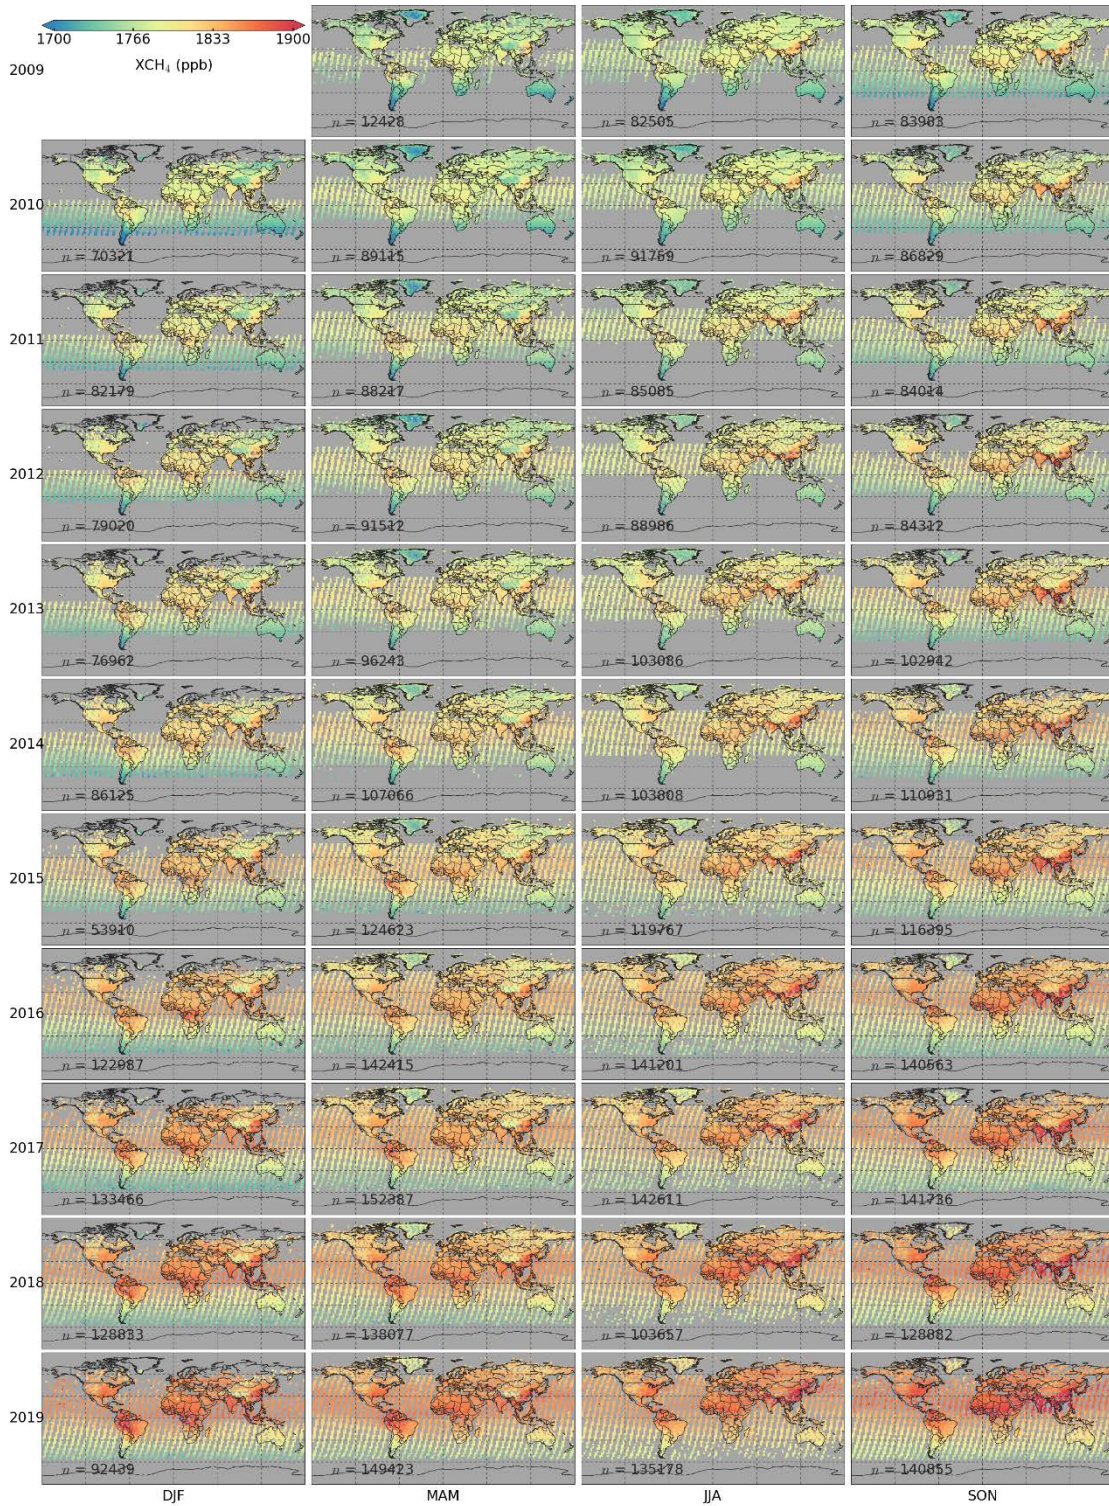 1700 1766 1833 1900
XCH₄ (ppb)
2009
n = 12428
n = 82505
n = 83983
2010
n = 70321
n = 89115
n = 91759
n = 86829
2011
n = 82179
n = 88217
n = 85085
n = 84014
2012
n = 79020
n = 91512
n = 88986
n = 84312
2013
n = 76962
n = 96243
n = 103086
n = 102942
2014
n = 86125
n = 107066
n = 103808
n = 110931
2015
n = 53910
n = 124623
n = 119767
n = 116395
2016
n = 122987
n = 142415
n = 141201
n = 140563
2017
n = 133466
n = 152387
n = 142611
n = 141736
2018
n = 128833
n = 138077
n = 103657
n = 128882
2019
n = 92439
n = 149423
n = 135178
n = 140855
DJF MAM JJA SON